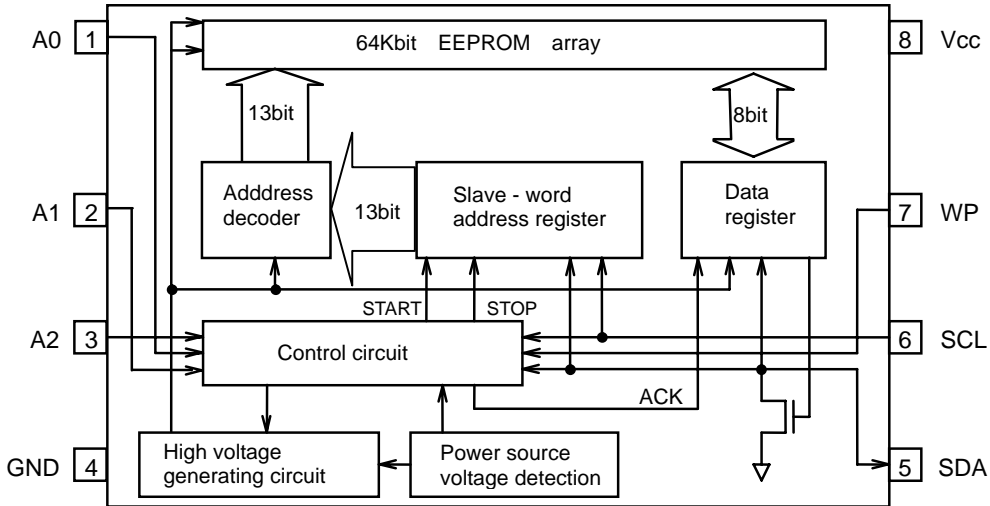 A0
1
64Kbit EEPROM array
8
Vcc
13bit
8bit
A1
2
Adddress
decoder
13bit
Slave - word
address register
Data
register
7
WP
START
STOP
A2
3
Control circuit
6
SCL
ACK
GND
4
High voltage
generating circuit
Power source
voltage detection
5
SDA